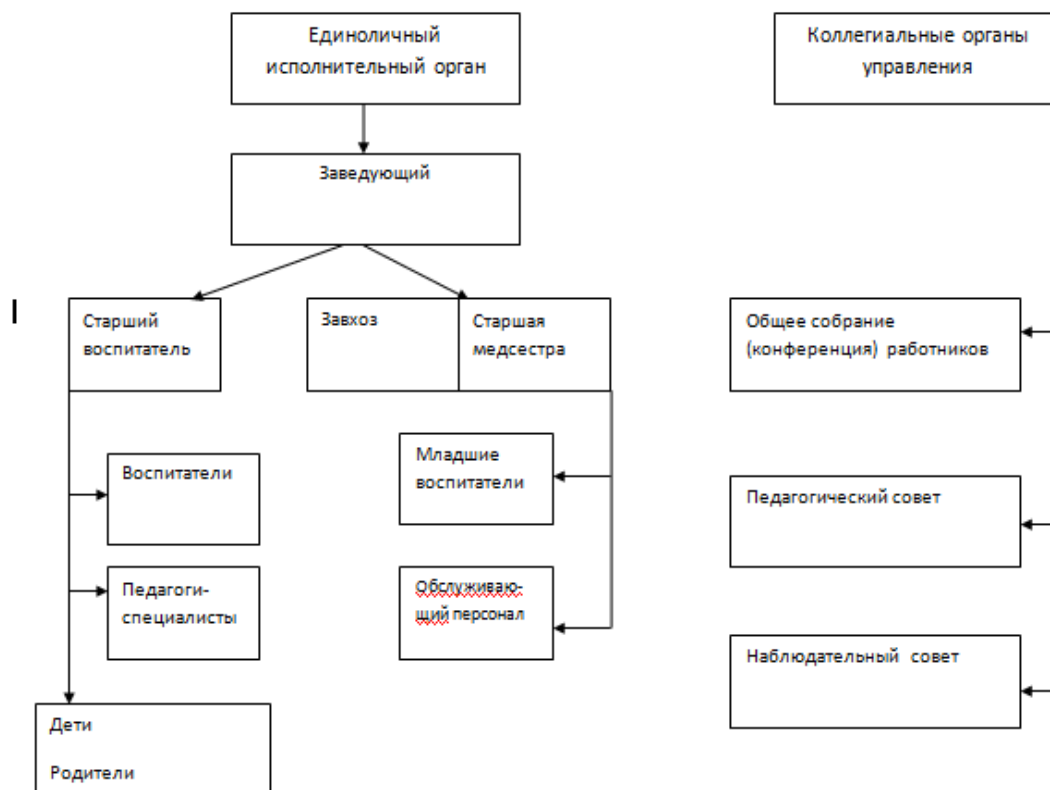 Единоличный
исполнительный орган
Коллегиальные органы
управления
Заведующий
Старший
воспитатель
Завхоз
Старшая
медсестра
Общее собрание
(конференция) работников
Воспитатели
Младшие
воспитатели
Педагогический совет
Педагоги-
специалисты
Обслуживаю-
щий персонал
Наблюдательный совет
Дети
Родители